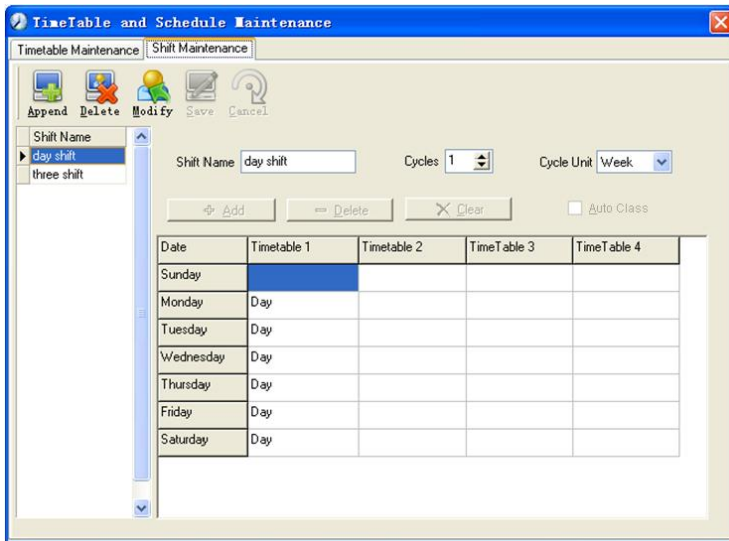 TimeTable and Schedule Maintenance
Timetable Maintenance Shift Maintenance
Append Delete Modify Save Cancel
Shift Name
day shift
three shift
Shift Name day shift Cycles 1 Cycle Unit Week
Add Delete Clear Auto Class
Date Timetable 1 Timetable 2 TimeTable 3 TimeTable 4
Sunday
Monday Day
Tuesday Day
Wednesday Day
Thursday Day
Friday Day
Saturday Day